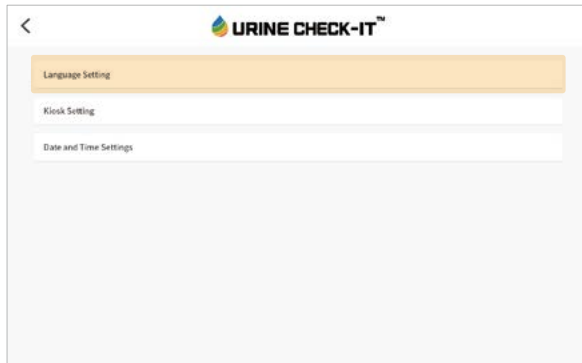 URINE CHECK-IT™
Language Setting
Kiosk Setting
Date and Time Settings